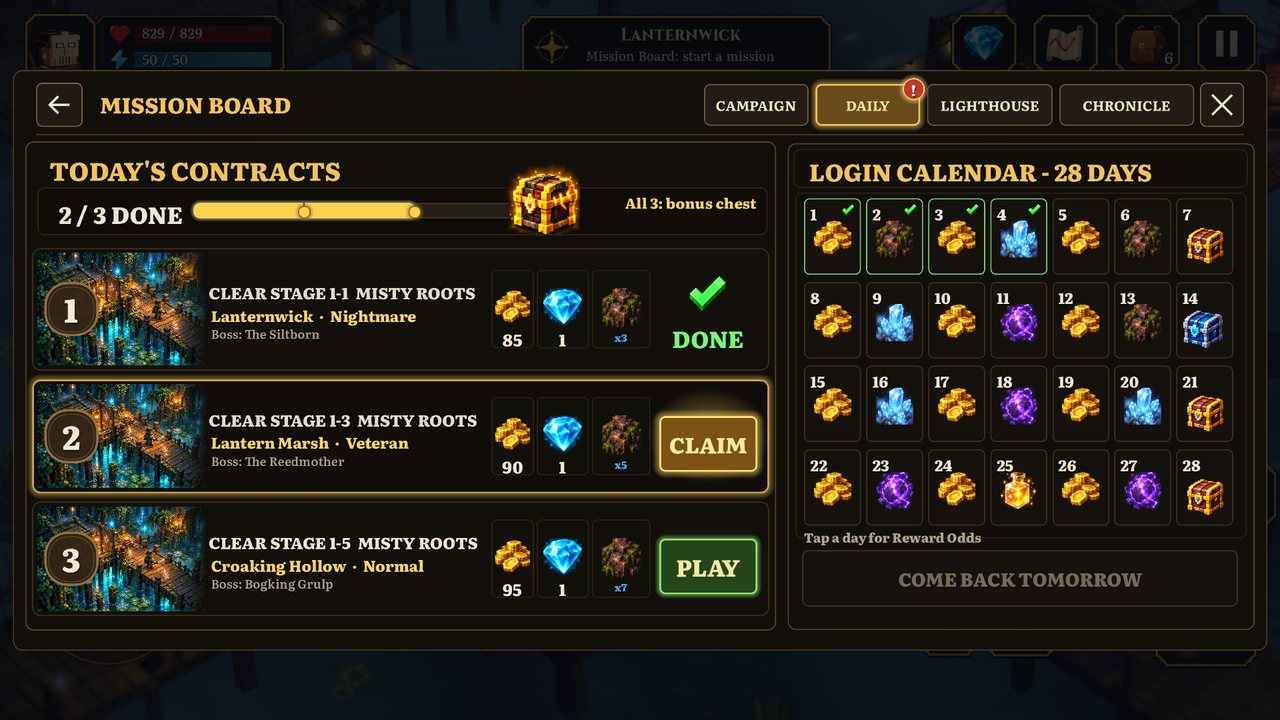 829 / 829
50 / 50
LANTERNWICK
Mission Board: start a mission
6
MISSION BOARD
CAMPAIGN
DAILY
!
LIGHTHOUSE
CHRONICLE
TODAY'S CONTRACTS
2 / 3 DONE
All 3: bonus chest
1
CLEAR STAGE 1-1 MISTY ROOTS
Lanternwick · Nightmare
Boss: The Siltborn
85
1
x3
DONE
2
CLEAR STAGE 1-3 MISTY ROOTS
Lantern Marsh · Veteran
Boss: The Reedmother
90
1
x5
CLAIM
3
CLEAR STAGE 1-5 MISTY ROOTS
Croaking Hollow · Normal
Boss: Bogking Grulp
95
1
x7
PLAY
LOGIN CALENDAR - 28 DAYS
1 2 3 4 5 6 7
8 9 10 11 12 13 14
15 16 17 18 19 20 21
22 23 24 25 26 27 28
Tap a day for Reward Odds
COME BACK TOMORROW